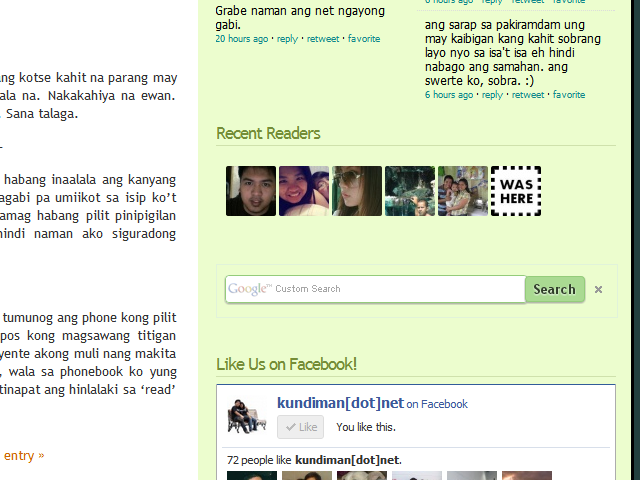 ang kotse kahit na parang may
ala na. Nakakahiya na ewan.
. Sana talaga.
habang inaalala ang kanyang
agabi pa umiikot sa isip ko't
amag habang pilit pinipigilan
hindi naman ako siguradong
tumunog ang phone kong pilit
pos kong magsawang titigan
yente akong muli nang makita
, wala sa phonebook ko yung
tinapat ang hinlalaki sa ‘read’
entry »
Grabe naman ang net ngayong
gabi.
20 hours ago · reply · retweet · favorite
6 hours ago · reply · retweet · favorite
ang sarap sa pakiramdam ung
may kaibigan kang kahit sobrang
layo nyo sa isa't isa eh hindi
nabago ang samahan. ang
swerte ko, sobra. :)
6 hours ago · reply · retweet · favorite
Recent Readers
WAS
HERE
Google™ Custom Search
Search
Like Us on Facebook!
kundiman[dot]net on Facebook
Like You like this.
72 people like kundiman[dot]net.